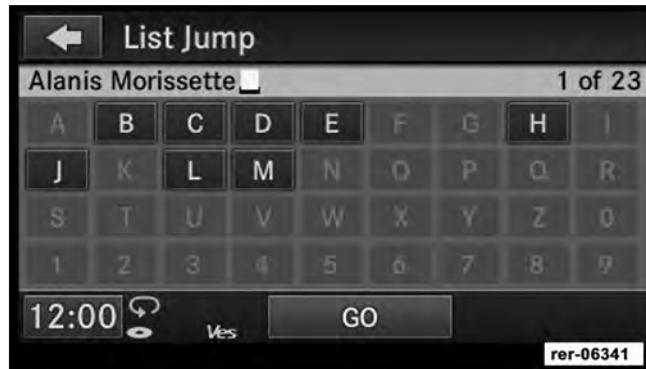 List Jump
Alanis Morissette 1 of 23
A B C D E F G H I
J K L M N O P Q R
S T U V W X Y Z 0
1 2 3 4 5 6 7 8 9
12:00 Ves GO
rer-06341